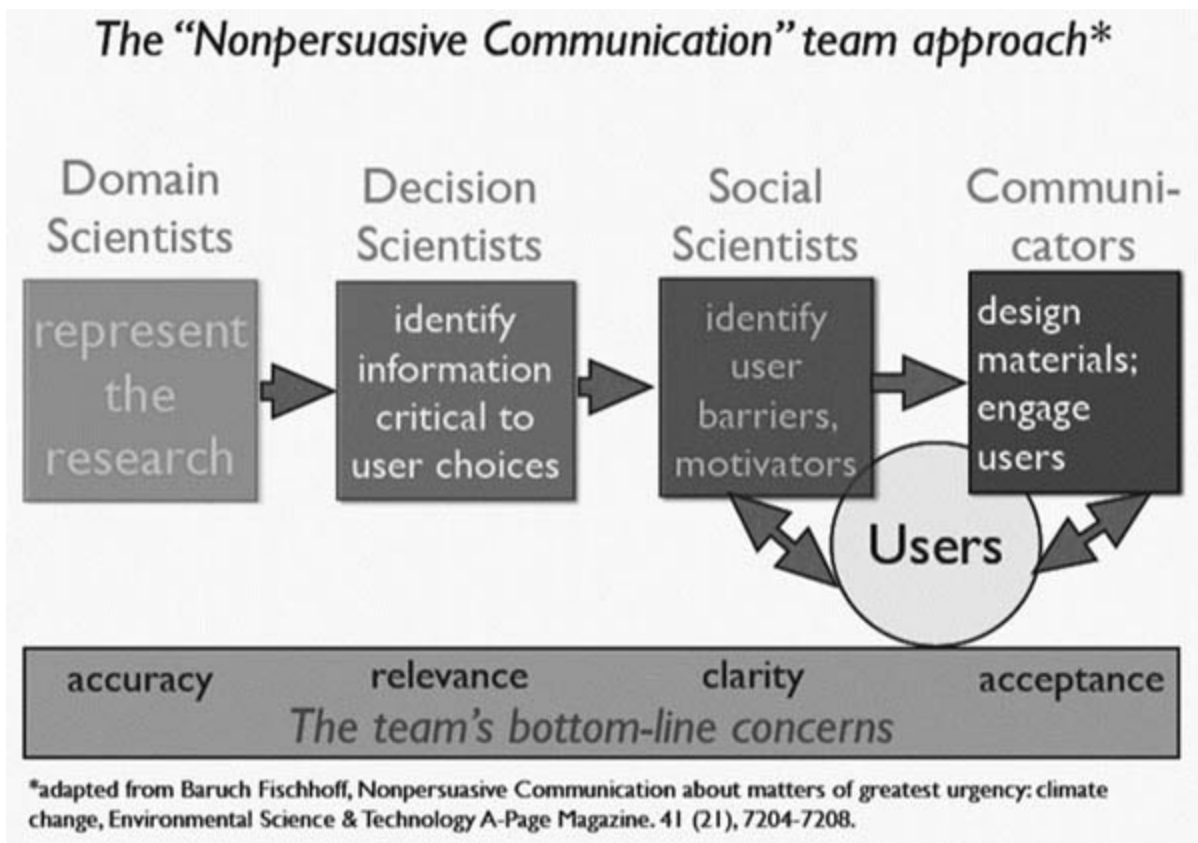 The “Nonpersuasive Communication” team approach*
Domain
Scientists
represent
the
research
Decision
Scientists
identify
information
critical to
user choices
Social
Scientists
identify
user
barriers,
motivators
Communi-
cators
design
materials;
engage
users
Users
accuracy
relevance
clarity
acceptance
The team’s bottom-line concerns
*adapted from Baruch Fischhoff, Nonpersuasive Communication about matters of greatest urgency: climate
change, Environmental Science & Technology A-Page Magazine. 41 (21), 7204-7208.